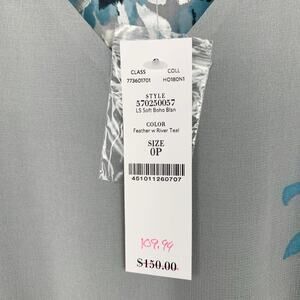 CLASS COLL
773601701 HO180N1
STYLE
570250057
LS Soft Boho Blsn
COLOR
Feather w River Teal
SIZE
0P
451011260707
109.99
$150.00